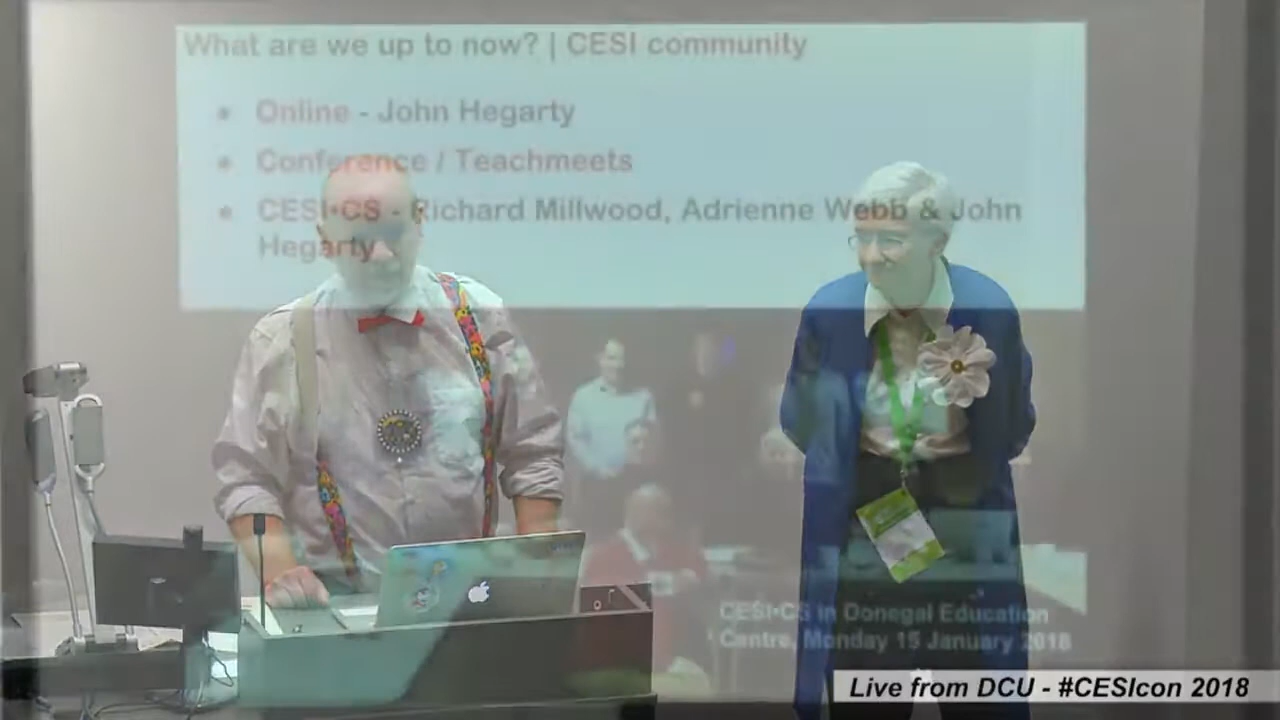 What are we up to now? | CESI community
Online - John Hegarty
Conference / Teachmeets
CESI•CS - Richard Millwood, Adrienne Webb & John
Hegarty
CESI•CS in Donegal Education
Centre, Monday 15 January 2018
Live from DCU - #CESIcon 2018